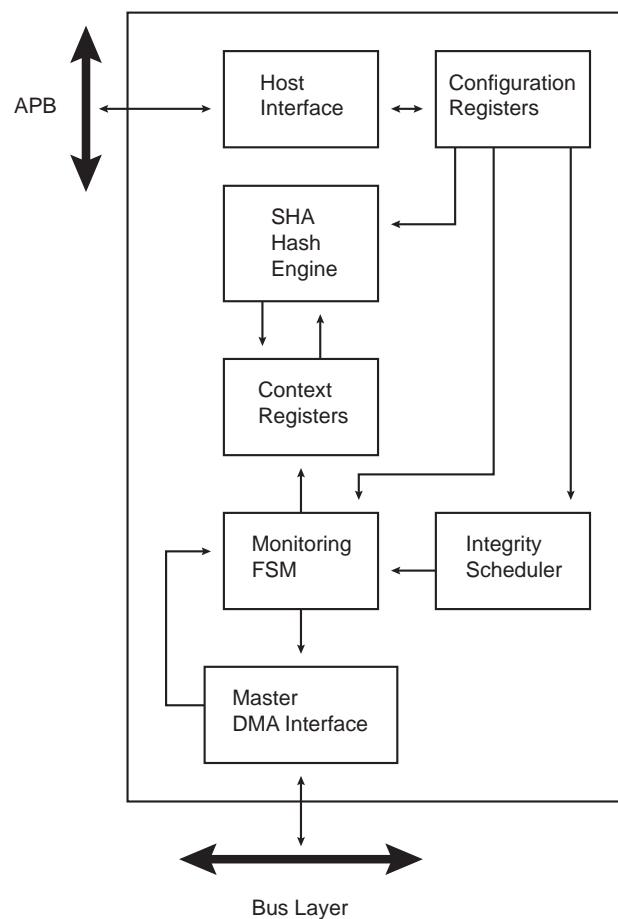 APB
Host
Interface
Configuration
Registers
SHA
Hash
Engine
Context
Registers
Monitoring
FSM
Integrity
Scheduler
Master
DMA Interface
Bus Layer